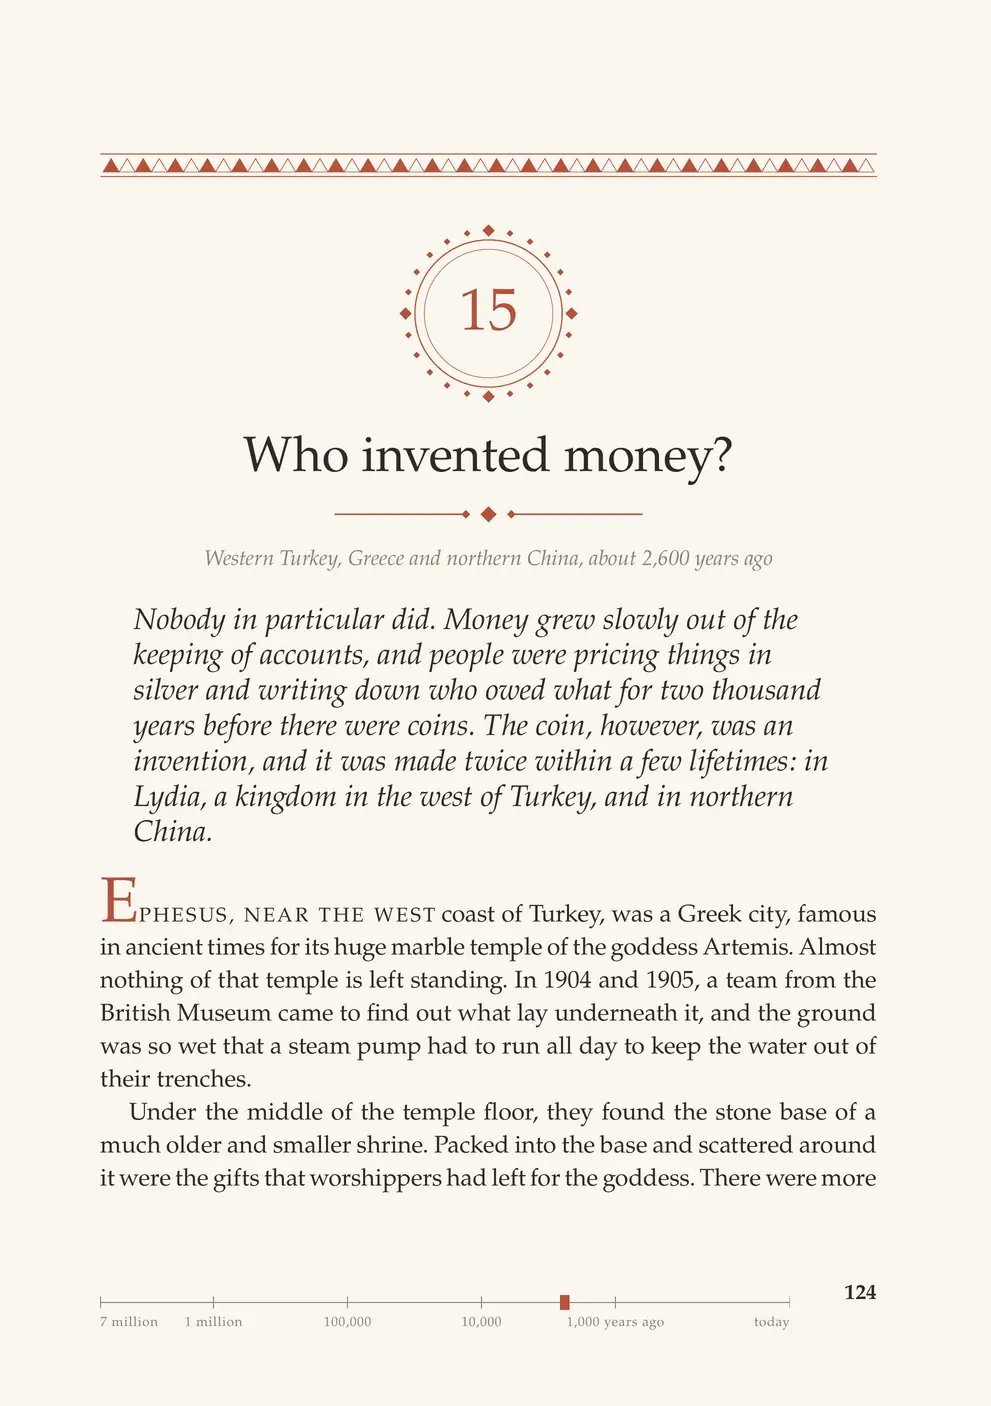 15
Who invented money?
Western Turkey, Greece and northern China, about 2,600 years ago
Nobody in particular did. Money grew slowly out of the
keeping of accounts, and people were pricing things in
silver and writing down who owed what for two thousand
years before there were coins. The coin, however, was an
invention, and it was made twice within a few lifetimes: in
Lydia, a kingdom in the west of Turkey, and in northern
China.
EPHESUS, NEAR THE WEST coast of Turkey, was a Greek city, famous
in ancient times for its huge marble temple of the goddess Artemis. Almost
nothing of that temple is left standing. In 1904 and 1905, a team from the
British Museum came to find out what lay underneath it, and the ground
was so wet that a steam pump had to run all day to keep the water out of
their trenches.
Under the middle of the temple floor, they found the stone base of a
much older and smaller shrine. Packed into the base and scattered around
it were the gifts that worshippers had left for the goddess. There were more
124
7 million 1 million 100,000 10,000 1,000 years ago today